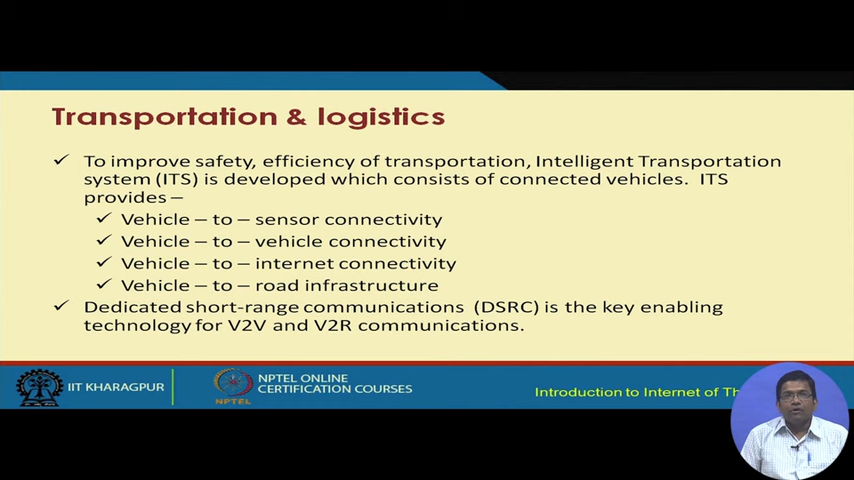 Transportation & logistics
✓ To improve safety, efficiency of transportation, Intelligent Transportation
system (ITS) is developed which consists of connected vehicles. ITS
provides –
✓ Vehicle – to – sensor connectivity
✓ Vehicle – to – vehicle connectivity
✓ Vehicle – to – internet connectivity
✓ Vehicle – to – road infrastructure
✓ Dedicated short-range communications (DSRC) is the key enabling
technology for V2V and V2R communications.
IIT KHARAGPUR
NPTEL
NPTEL ONLINE
CERTIFICATION COURSES
Introduction to Internet of